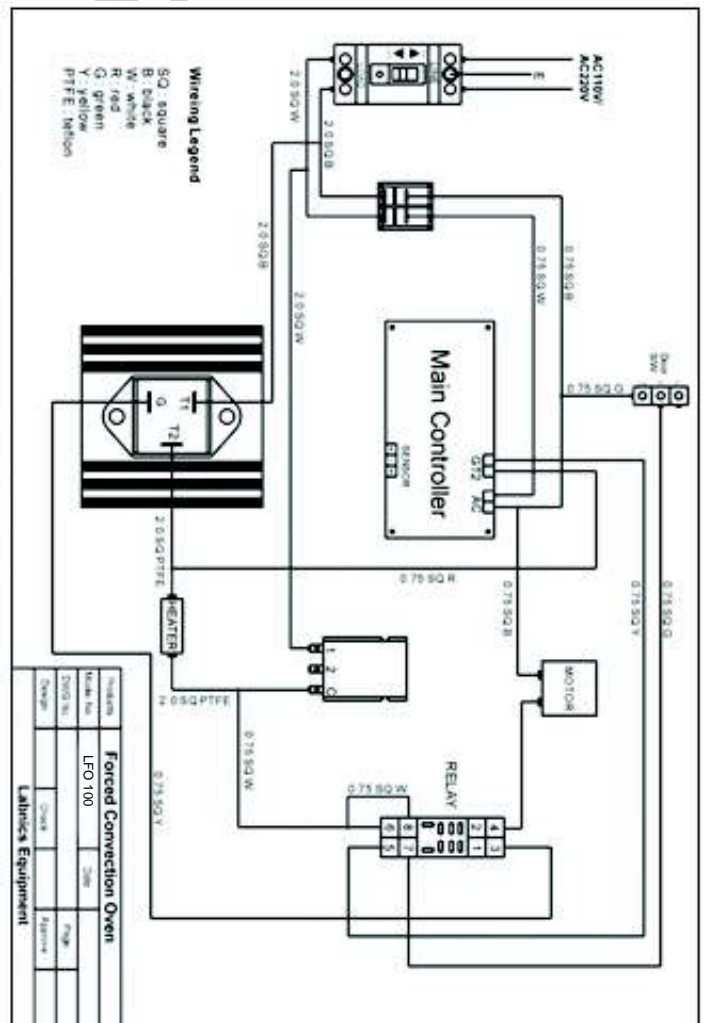 AC110V/
AC220V
E
2.0 SQ W
2.0 SQ B
Wireing Legend
SQ : square
B : black
W : white
R : red
G : green
Y : yellow
PTFE : teflon
2.0 SQ B
2.0 SQ W
0.75 SQ W
0.75 SQ B
Door
S/W
0.75 SQ G
Main Controller
SENSOR
GT2
AC
T1
G
T2
2.0 SQ PTFE
HEATER
2.0 SQ PTFE
0.75 SQ R
0.75 SQ B
0.75 SQ Y
0.75 SQ G
1
2
C
MOTOR
RELAY
0.75 SQ W
0.75 SQ W
0.75 SQ Y
6
8
2
4
5
7
1
3
Products
Forced Convection Oven
Mode No
LFO 100
Date
DWG No
Page
Design
Check
Approve
Labnics Equipment